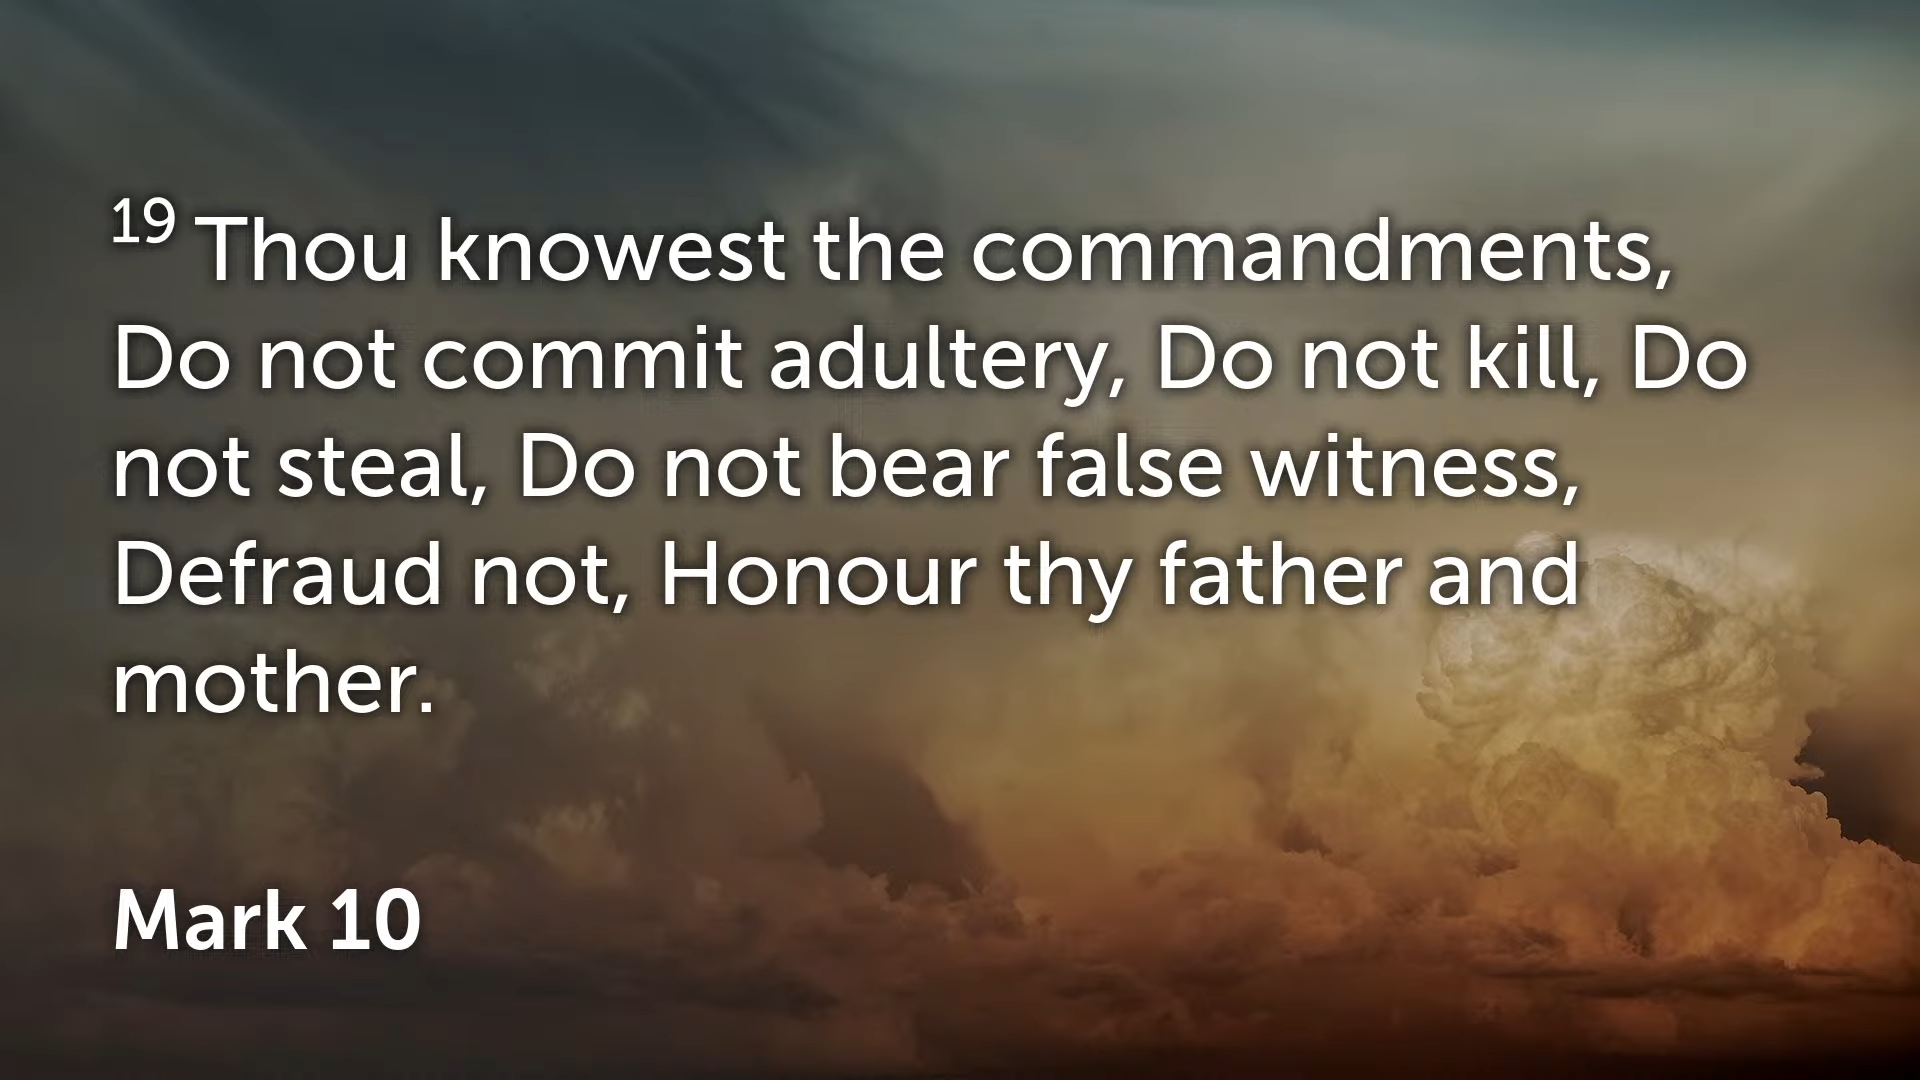 19 Thou knowest the commandments,
Do not commit adultery, Do not kill, Do
not steal, Do not bear false witness,
Defraud not, Honour thy father and
mother.
Mark 10